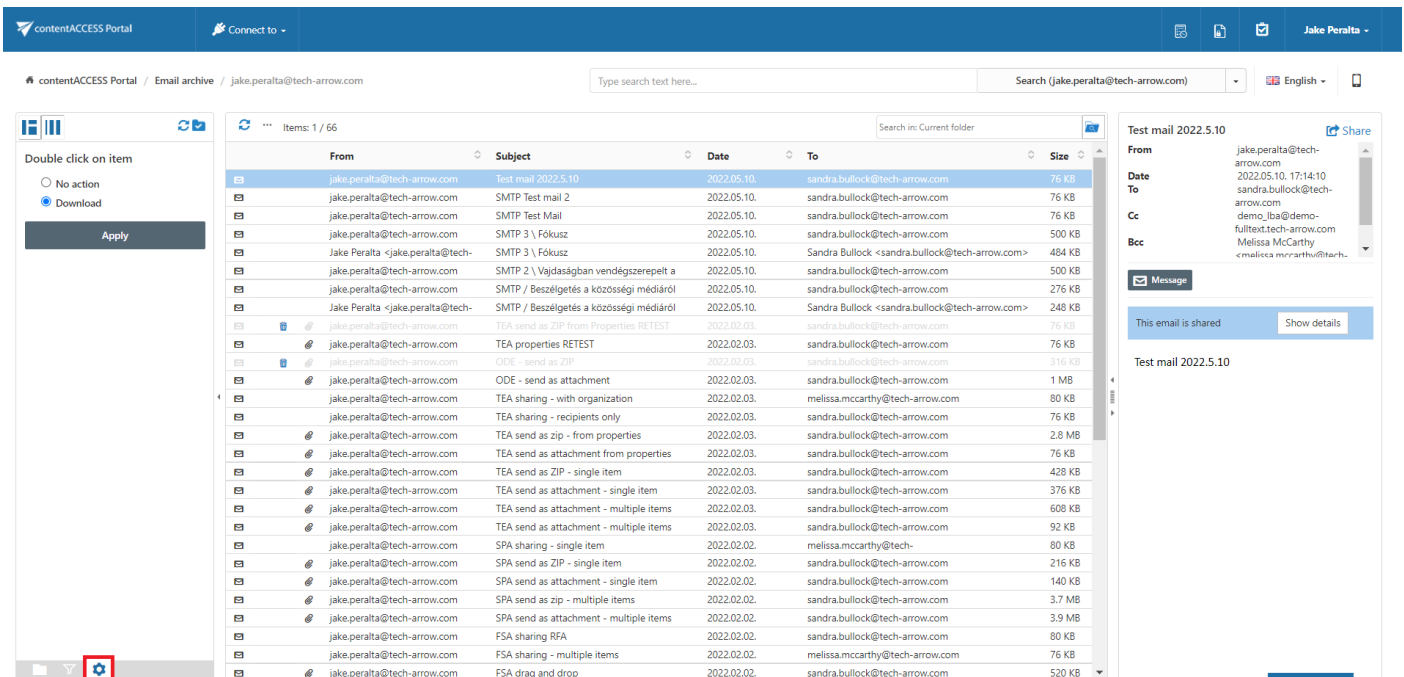 contentACCESS Portal
Connect to
Jake Peralta
contentACCESS Portal / Email archive / jake.peralta@tech-arrow.com
Type search text here...
Search (jake.peralta@tech-arrow.com)
English
Double click on item
No action
Download
Apply
Items: 1 / 66
Search in: Current folder
From Subject Date To Size
jake.peralta@tech-arrow.com Test mail 2022.5.10 2022.05.10. sandra.bullock@tech-arrow.com 76 KB
jake.peralta@tech-arrow.com SMTP Test mail 2 2022.05.10. sandra.bullock@tech-arrow.com 76 KB
jake.peralta@tech-arrow.com SMTP Test Mail 2022.05.10. sandra.bullock@tech-arrow.com 76 KB
jake.peralta@tech-arrow.com SMTP 3 \ Fókusz 2022.05.10. sandra.bullock@tech-arrow.com 500 KB
Jake Peralta <jake.peralta@tech- SMTP 3 \ Fókusz 2022.05.10. Sandra Bullock <sandra.bullock@tech-arrow.com> 484 KB
jake.peralta@tech-arrow.com SMTP 2 \ Vajdaságban vendégszerepelt a 2022.05.10. sandra.bullock@tech-arrow.com 500 KB
jake.peralta@tech-arrow.com SMTP / Beszélgetés a közösségi médiáról 2022.05.10. sandra.bullock@tech-arrow.com 276 KB
Jake Peralta <jake.peralta@tech- SMTP / Beszélgetés a közösségi médiáról 2022.05.10. Sandra Bullock <sandra.bullock@tech-arrow.com> 248 KB
jake.peralta@tech-arrow.com TEA send as ZIP from Properties RETEST 2022.02.03. sandra.bullock@tech-arrow.com 76 KB
jake.peralta@tech-arrow.com TEA properties RETEST 2022.02.03. sandra.bullock@tech-arrow.com 76 KB
jake.peralta@tech-arrow.com ODE - send as ZIP 2022.02.03. sandra.bullock@tech-arrow.com 316 KB
jake.peralta@tech-arrow.com ODE - send as attachment 2022.02.03. sandra.bullock@tech-arrow.com 1 MB
jake.peralta@tech-arrow.com TEA sharing - with organization 2022.02.03. melissa.mccarthy@tech-arrow.com 80 KB
jake.peralta@tech-arrow.com TEA sharing - recipients only 2022.02.03. sandra.bullock@tech-arrow.com 76 KB
jake.peralta@tech-arrow.com TEA send as zip - from properties 2022.02.03. sandra.bullock@tech-arrow.com 2.8 MB
jake.peralta@tech-arrow.com TEA send as attachment from properties 2022.02.03. sandra.bullock@tech-arrow.com 76 KB
jake.peralta@tech-arrow.com TEA send as ZIP - single item 2022.02.03. sandra.bullock@tech-arrow.com 428 KB
jake.peralta@tech-arrow.com TEA send as attachment - single item 2022.02.03. sandra.bullock@tech-arrow.com 376 KB
jake.peralta@tech-arrow.com TEA send as attachment - multiple items 2022.02.03. sandra.bullock@tech-arrow.com 608 KB
jake.peralta@tech-arrow.com TEA send as attachment - multiple items 2022.02.03. sandra.bullock@tech-arrow.com 92 KB
jake.peralta@tech-arrow.com SPA sharing - single item 2022.02.02. melissa.mccarthy@tech- 80 KB
jake.peralta@tech-arrow.com SPA send as ZIP - single item 2022.02.02. sandra.bullock@tech-arrow.com 216 KB
jake.peralta@tech-arrow.com SPA send as attachment - single item 2022.02.02. sandra.bullock@tech-arrow.com 140 KB
jake.peralta@tech-arrow.com SPA send as zip - multiple items 2022.02.02. sandra.bullock@tech-arrow.com 3.7 MB
jake.peralta@tech-arrow.com SPA send as attachment - multiple items 2022.02.02. sandra.bullock@tech-arrow.com 3.9 MB
jake.peralta@tech-arrow.com FSA sharing RFA 2022.02.02. sandra.bullock@tech-arrow.com 80 KB
jake.peralta@tech-arrow.com FSA sharing - multiple items 2022.02.02. melissa.mccarthy@tech-arrow.com 76 KB
jake.peralta@tech-arrow.com FSA drag and drop 2022.02.02. sandra.bullock@tech-arrow.com 520 KB
Test mail 2022.5.10
Share
From jake.peralta@tech-
arrow.com
Date 2022.05.10. 17:14:10
To sandra.bullock@tech-
arrow.com
Cc demo_lba@demo-
fulltext.tech-arrow.com
Bcc Melissa McCarthy
<melissa.mccarthy@tech-
Message
This email is shared
Show details
Test mail 2022.5.10